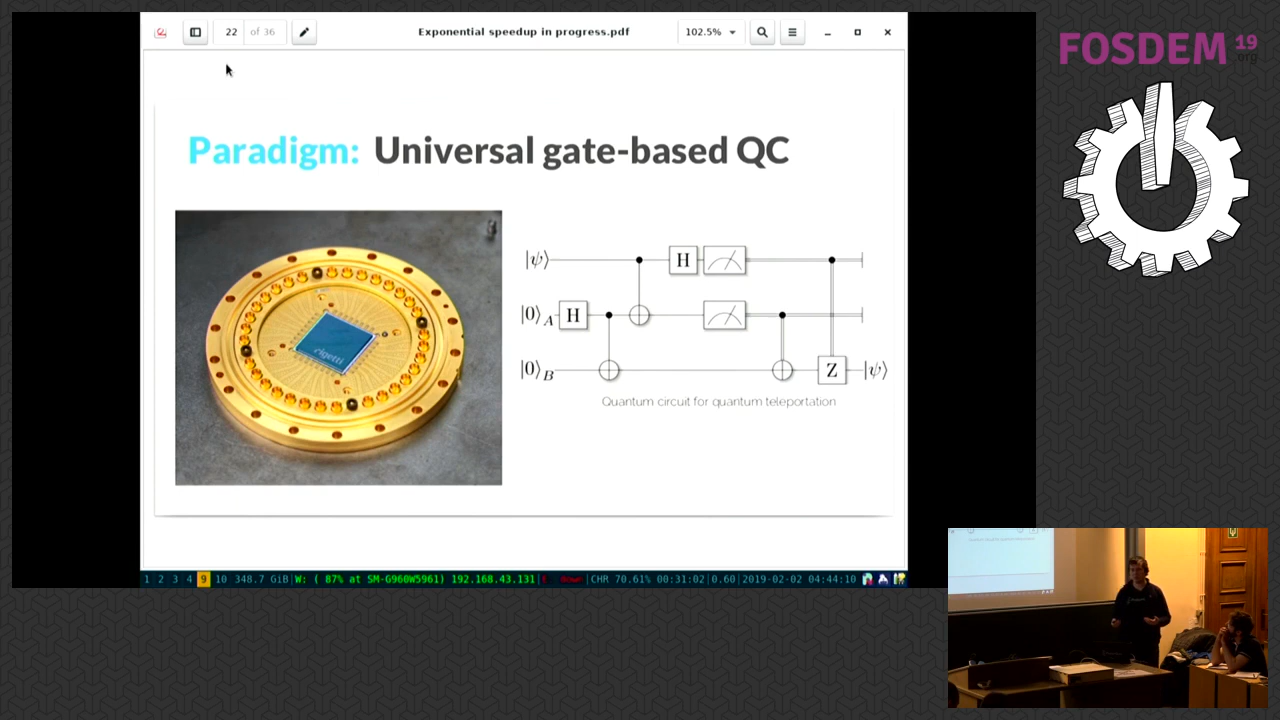 22 of 36
Exponential speedup in progress.pdf
102.5%
FOSDEM 19
.org
Paradigm: Universal gate-based QC
rigetti
|ψ⟩
H
|0⟩A
H
|0⟩B
Z
|ψ⟩
Quantum circuit for quantum teleportation
1 2 3 4 9 10 348.7 GiB|W: ( 87% at SM-G960W5961) 192.168.43.131|E: down|CHR 70.61% 00:31:02|0.60|2019-02-02 04:44:10